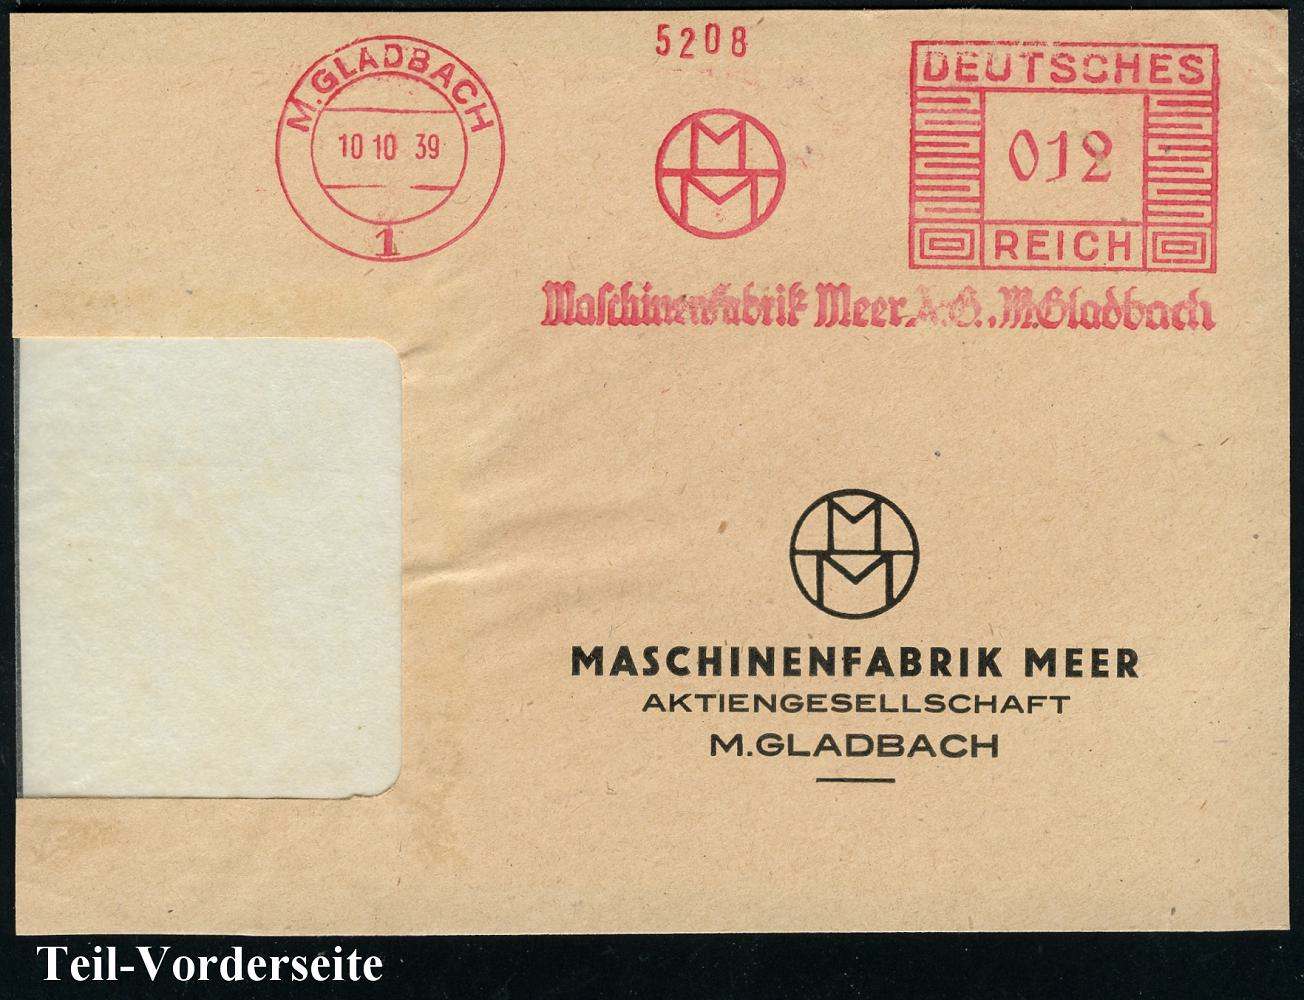 5208
M.GLADBACH
10 10 39
1
DEUTSCHES
012
REICH
Maschinenfabrik Meer A.G., M.Gladbach
MASCHINENFABRIK MEER
AKTIENGESELLSCHAFT
M.GLADBACH
Teil-Vorderseite